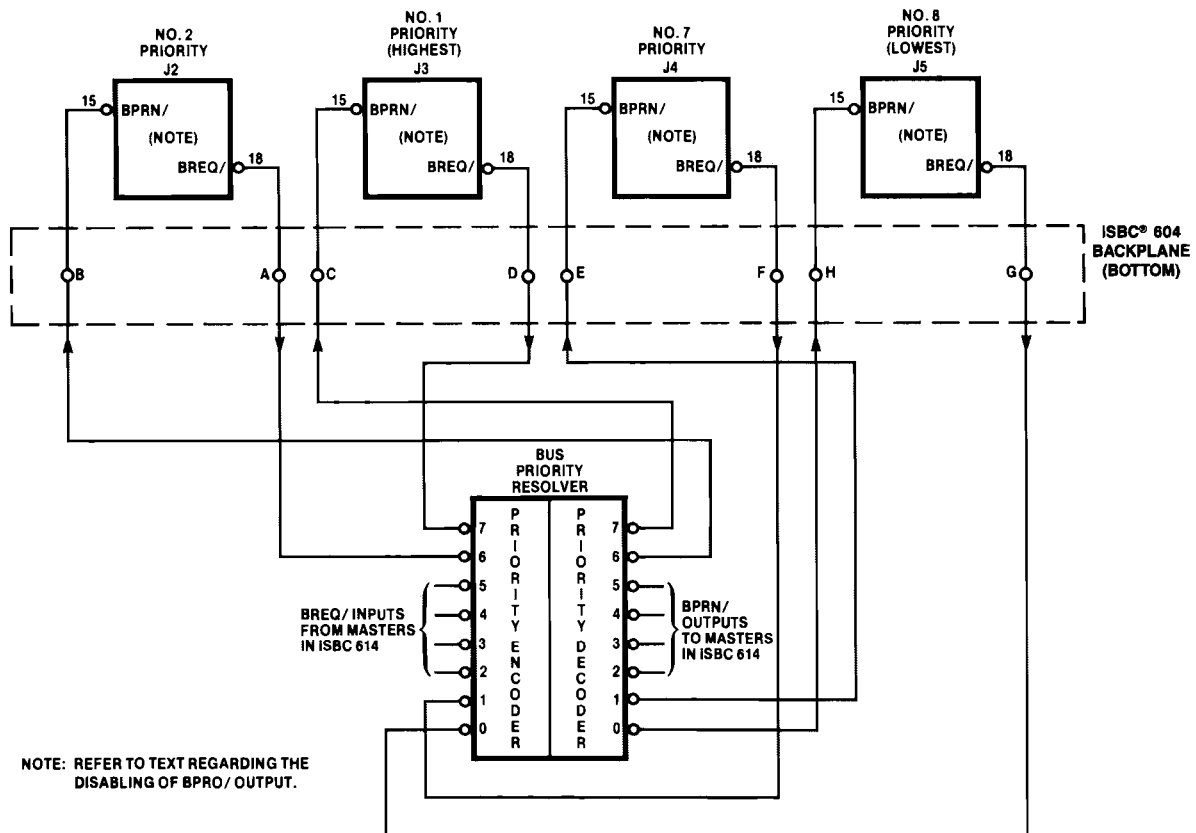 NO. 2
PRIORITY
J2
NO. 1
PRIORITY
(HIGHEST)
J3
NO. 7
PRIORITY
J4
NO. 8
PRIORITY
(LOWEST)
J5
15
BPRN/
(NOTE)
BREQ/
18
15
BPRN/
(NOTE)
BREQ/
18
15
BPRN/
(NOTE)
BREQ/
18
15
BPRN/
(NOTE)
BREQ/
18
iSBC® 604
BACKPLANE
(BOTTOM)
B
A
C
D
E
F
H
G
BUS
PRIORITY
RESOLVER
7
6
5
4
3
2
1
0
PRIORITY ENCODER
PRIORITY DECODER
7
6
5
4
3
2
1
0
BREQ/ INPUTS
FROM MASTERS
IN ISBC 614
BPRN/
OUTPUTS
TO MASTERS
IN ISBC 614
NOTE: REFER TO TEXT REGARDING THE
DISABLING OF BPRO/ OUTPUT.